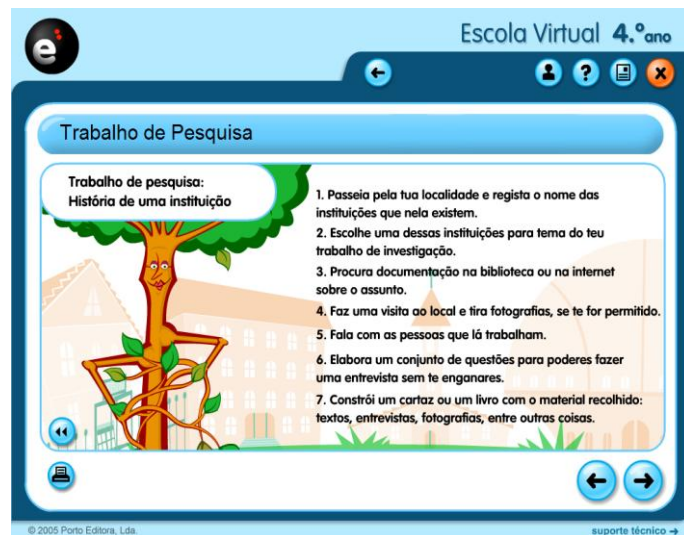 e
Escola Virtual 4.º ano
?
x
Trabalho de Pesquisa
Trabalho de pesquisa:
História de uma instituição
1. Passeia pela tua localidade e regista o nome das
instituições que nela existem.
2. Escolhe uma dessas instituições para tema do teu
trabalho de investigação.
3. Procura documentação na biblioteca ou na internet
sobre o assunto.
4. Faz uma visita ao local e tira fotografias, se te for permitido.
5. Fala com as pessoas que lá trabalham.
6. Elabora um conjunto de questões para poderes fazer
uma entrevista sem te enganares.
7. Constrói um cartaz ou um livro com o material recolhido:
textos, entrevistas, fotografias, entre outras coisas.
© 2005 Porto Editora, Lda.
suporte técnico →